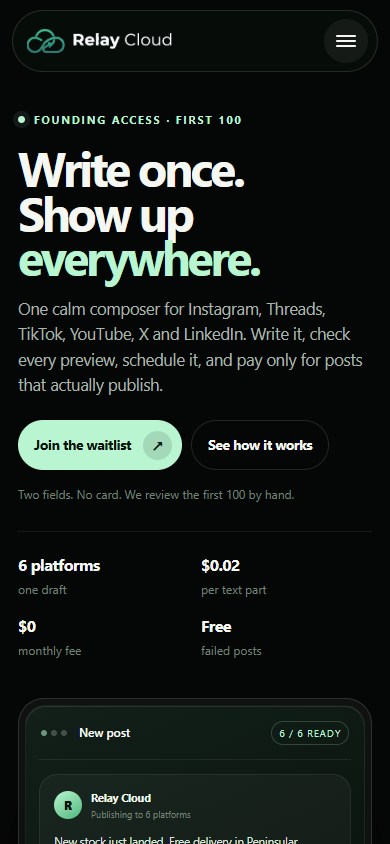 Relay Cloud
FOUNDING ACCESS · FIRST 100
Write once.
Show up
everywhere.
One calm composer for Instagram, Threads,
TikTok, YouTube, X and LinkedIn. Write it, check
every preview, schedule it, and pay only for posts
that actually publish.
Join the waitlist ↗
See how it works
Two fields. No card. We review the first 100 by hand.
6 platforms
one draft
$0.02
per text part
$0
monthly fee
Free
failed posts
New post
6 / 6 READY
R
Relay Cloud
Publishing to 6 platforms
New stock just landed. Free delivery in Peninsular